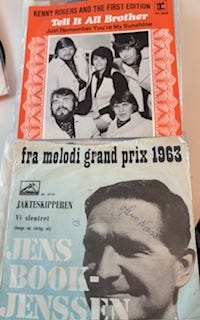 KENNY ROGERS AND THE FIRST EDITION
Tell It All Brother
Just Remember You're My Sunshine
fra melodi grand prix 1963
JAKTESKIPPEREN
Vi slentret
JENS
BOOK-
JENSSEN